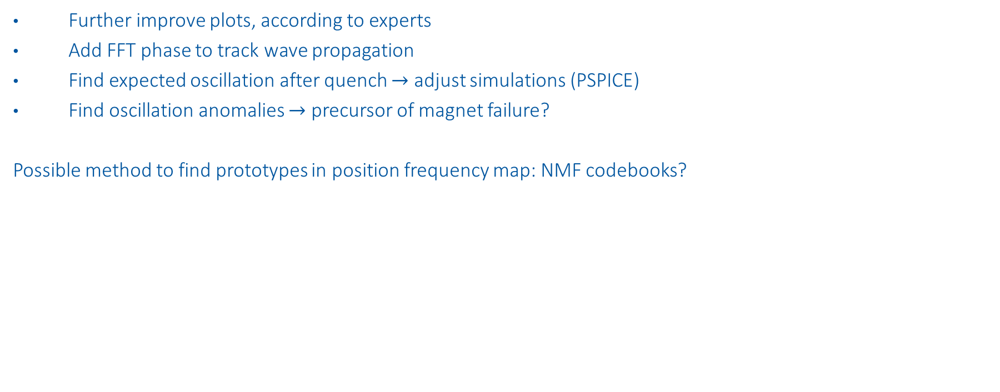 • Further improve plots, according to experts
• Add FFT phase to track wave propagation
• Find expected oscillation after quench → adjust simulations (PSPICE)
• Find oscillation anomalies → precursor of magnet failure?
Possible method to find prototypes in position frequency map: NMF codebooks?